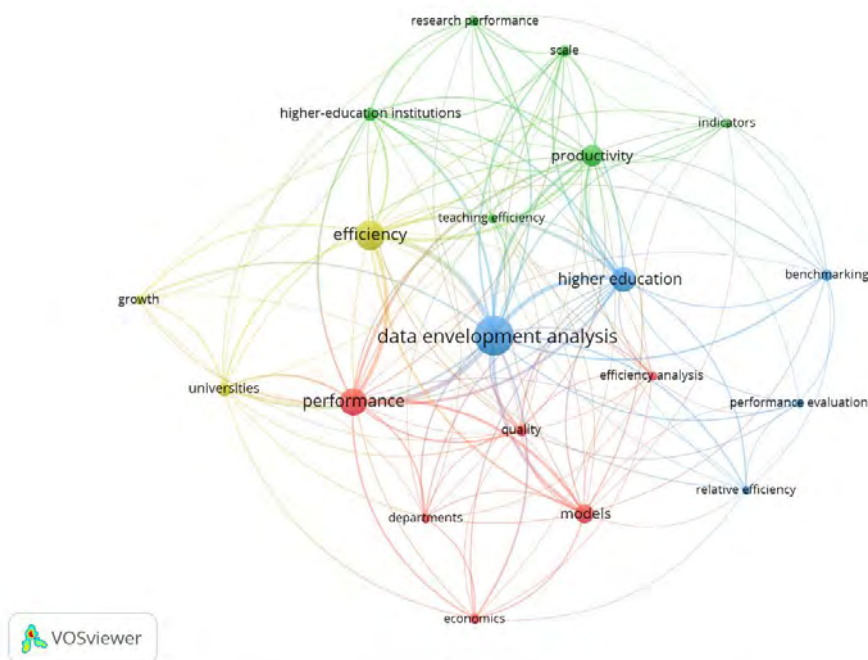 research performance
scale
higher-education institutions
indicators
productivity
teaching efficiency
efficiency
benchmarking
higher education
growth
data envelopment analysis
efficiency analysis
universities
performance
performance evaluation
quality
relative efficiency
departments
models
economics
VOSviewer